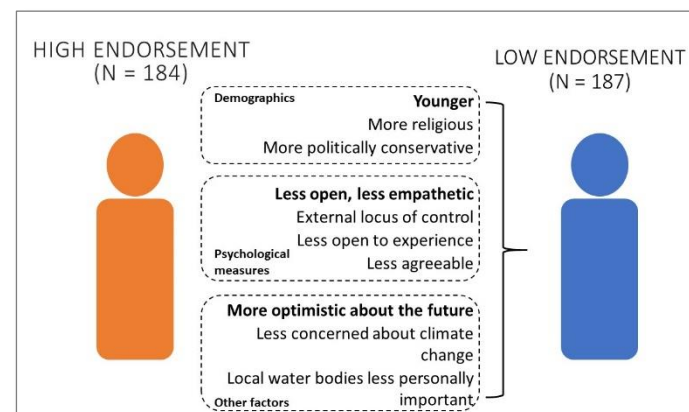 HIGH ENDORSEMENT
(N = 184)
LOW ENDORSEMENT
(N = 187)
Demographics
Younger
More religious
More politically conservative
Less open, less empathetic
External locus of control
Less open to experience
Less agreeable
Psychological
measures
More optimistic about the future
Less concerned about climate
change
Local water bodies less personally
important
Other factors